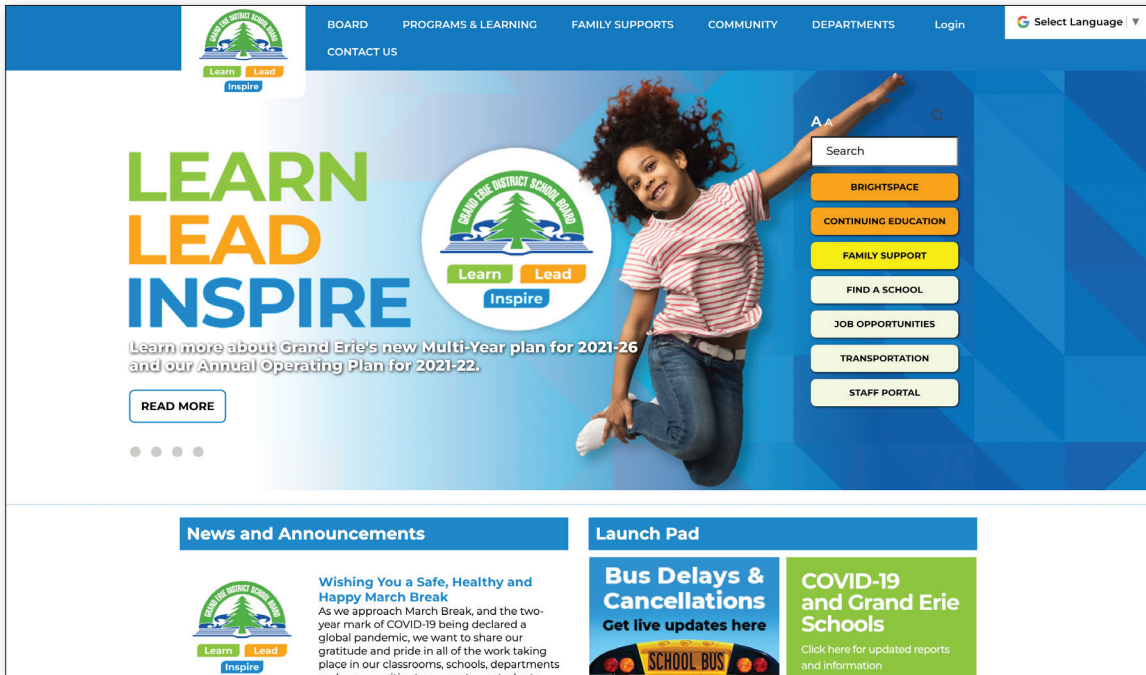 GRAND ERIE DISTRICT SCHOOL BOARD
Learn Lead
Inspire
BOARD PROGRAMS & LEARNING FAMILY SUPPORTS COMMUNITY DEPARTMENTS Login
CONTACT US
G Select Language ▼
LEARN
LEAD
INSPIRE
Learn more about Grand Erie's new Multi-Year plan for 2021-26
and our Annual Operating Plan for 2021-22.
READ MORE
GRAND ERIE DISTRICT SCHOOL BOARD
Learn Lead
Inspire
A A
Search
BRIGHTSPACE
CONTINUING EDUCATION
FAMILY SUPPORT
FIND A SCHOOL
JOB OPPORTUNITIES
TRANSPORTATION
STAFF PORTAL
News and Announcements
GRAND ERIE DISTRICT SCHOOL BOARD
Learn Lead
Inspire
Wishing You a Safe, Healthy and
Happy March Break
As we approach March Break, and the two-
year mark of COVID-19 being declared a
global pandemic, we want to share our
gratitude and pride in all of the work taking
place in our classrooms, schools, departments
Launch Pad
Bus Delays &
Cancellations
Get live updates here
SCHOOL BUS
COVID-19
and Grand Erie
Schools
Click here for updated reports
and information